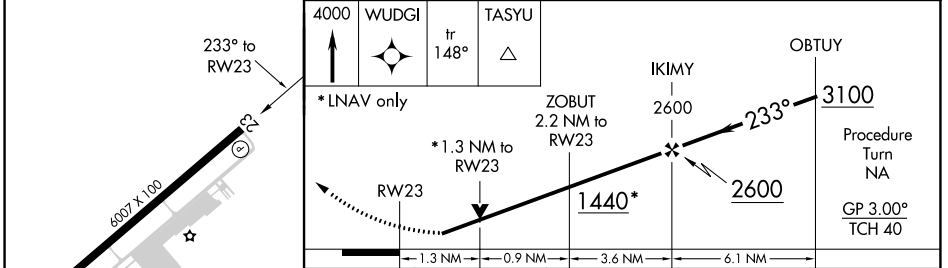 233° to
RW23
23
P
6007 X 100
4000
WUDGI
tr
148°
TASYU
* LNAV only
RW23
* 1.3 NM to
RW23
ZOBUT
2.2 NM to
RW23
1440*
IKIMY
2600
2600
233°
OBTUY
3100
Procedure
Turn
NA
GP 3.00°
TCH 40
1.3 NM
0.9 NM
3.6 NM
6.1 NM